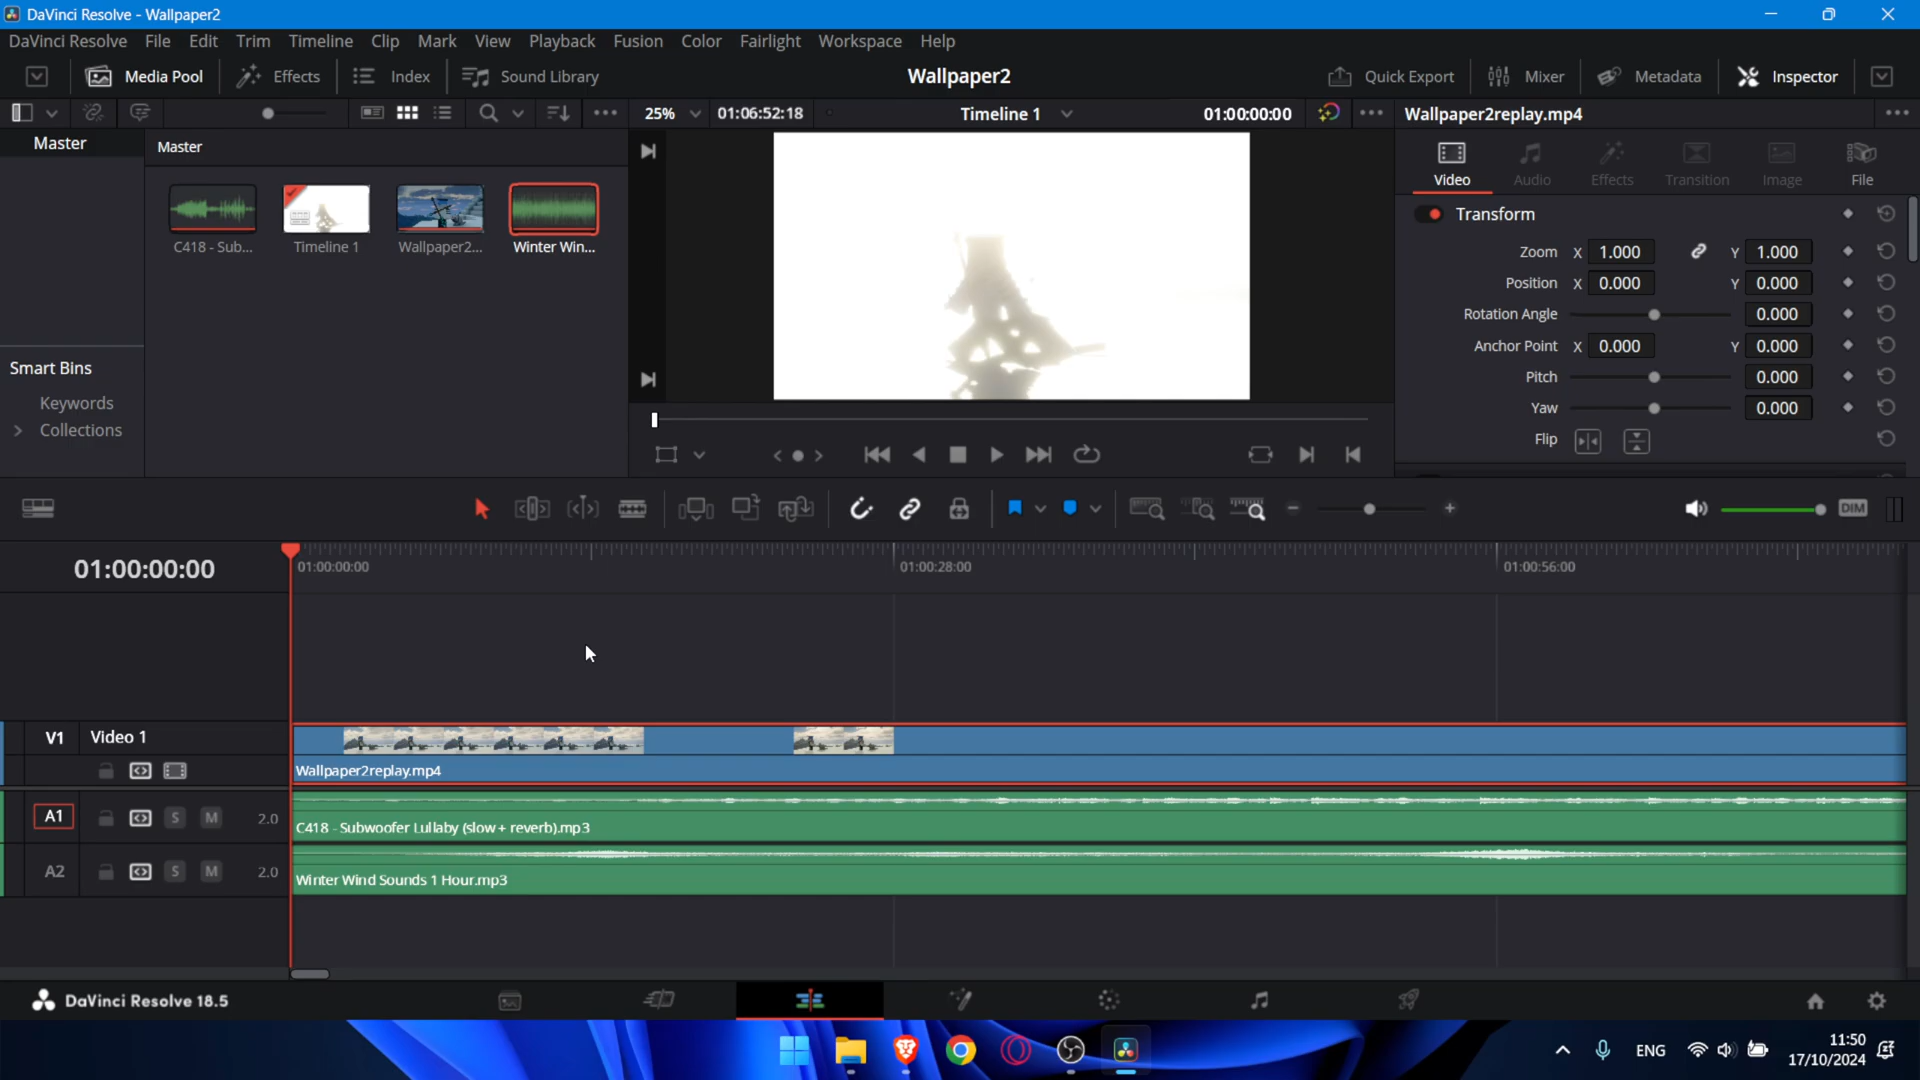 DaVinci Resolve - Wallpaper2
DaVinci Resolve File Edit Trim Timeline Clip Mark View Playback Fusion Color Fairlight Workspace Help
Media Pool Effects Index Sound Library Wallpaper2 Quick Export Mixer Metadata Inspector
25% 01:06:52:18 Timeline 1 01:00:00:00 Wallpaper2replay.mp4
Master Master
Video Audio Effects Transition Image File
Transform
C418 - Sub... Timeline 1 Wallpaper2... Winter Win...
Zoom X 1.000 Y 1.000
Position X 0.000 Y 0.000
Rotation Angle 0.000
Anchor Point X 0.000 Y 0.000
Pitch 0.000
Yaw 0.000
Flip
Smart Bins
Keywords
Collections
DIM
01:00:00:00
01:00:00:00 01:00:28:00 01:00:56:00
V1 Video 1
Wallpaper2replay.mp4
A1 S M 2.0
C418 - Subwoofer Lullaby (slow + reverb).mp3
A2 S M 2.0
Winter Wind Sounds 1 Hour.mp3
DaVinci Resolve 18.5
ENG
11:50
17/10/2024